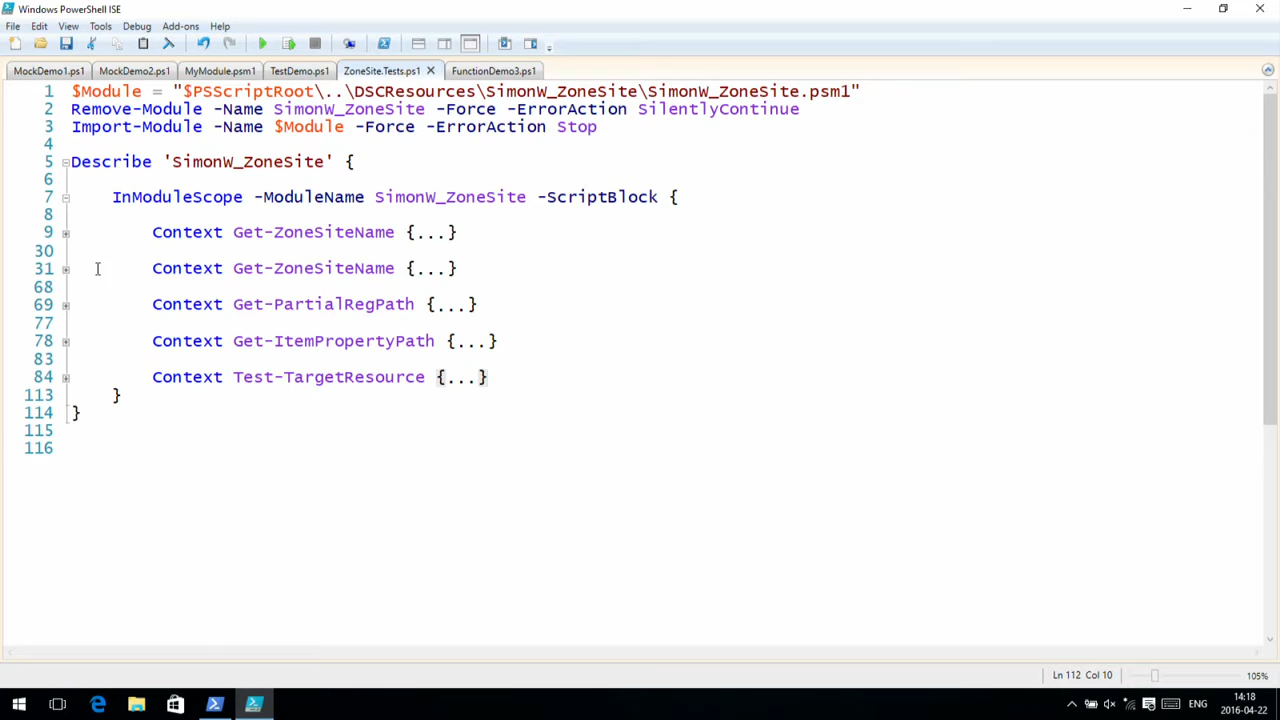 Windows PowerShell ISE
File Edit View Tools Debug Add-ons Help
MockDemo1.ps1 MockDemo2.ps1 MyModule.psm1 TestDemo.ps1 ZoneSite.Tests.ps1 FunctionDemo3.ps1
1 $Module = "$PSScriptRoot\..\DSCResources\SimonW_ZoneSite\SimonW_ZoneSite.psm1"
2 Remove-Module -Name SimonW_ZoneSite -Force -ErrorAction SilentlyContinue
3 Import-Module -Name $Module -Force -ErrorAction Stop
4
5 Describe 'SimonW_ZoneSite' {
6
7 InModuleScope -ModuleName SimonW_ZoneSite -ScriptBlock {
8
9 Context Get-ZoneSiteName {...}
30
31 Context Get-ZoneSiteName {...}
68
69 Context Get-PartialRegPath {...}
77
78 Context Get-ItemPropertyPath {...}
83
84 Context Test-TargetResource {...}
113 }
114 }
115
116
Ln 112 Col 10 105%
ENG 14:18
2016-04-22